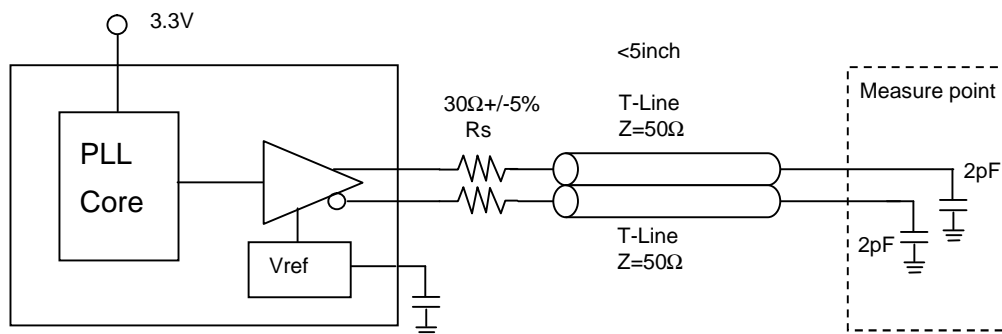 3.3V
<5inch
Measure point
30Ω+/-5%
Rs
T-Line
Z=50Ω
PLL
Core
2pF
2pF
Vref
T-Line
Z=50Ω